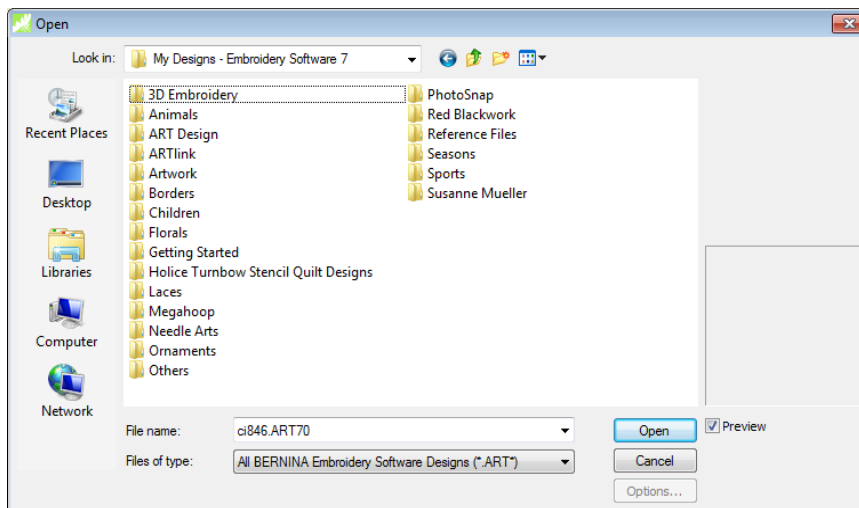 Open
Look in:
My Designs - Embroidery Software 7
Recent Places
Desktop
Libraries
Computer
Network
3D Embroidery
Animals
ART Design
ARTlink
Artwork
Borders
Children
Florals
Getting Started
Holice Turnbow Stencil Quilt Designs
Laces
Megahoop
Needle Arts
Ornaments
Others
PhotoSnap
Red Blackwork
Reference Files
Seasons
Sports
Susanne Mueller
File name:
ci846.ART70
Open
Preview
Files of type:
All BERNINA Embroidery Software Designs (*.ART*)
Cancel
Options...